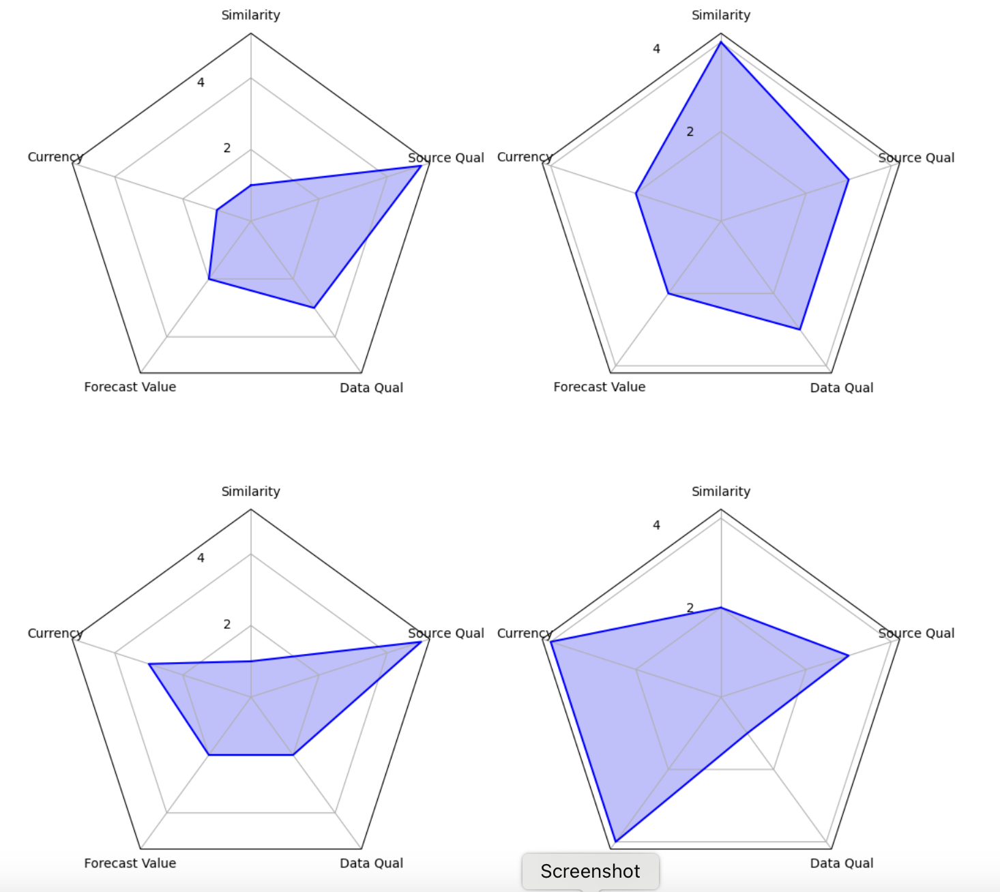 Similarity
4
2
Currency
Source Qual
Forecast Value
Data Qual
Similarity
4
2
Currency
Source Qual
Forecast Value
Data Qual
Similarity
4
2
Currency
Source Qual
Forecast Value
Data Qual
Similarity
4
2
Currency
Source Qual
Data Qual
Screenshot